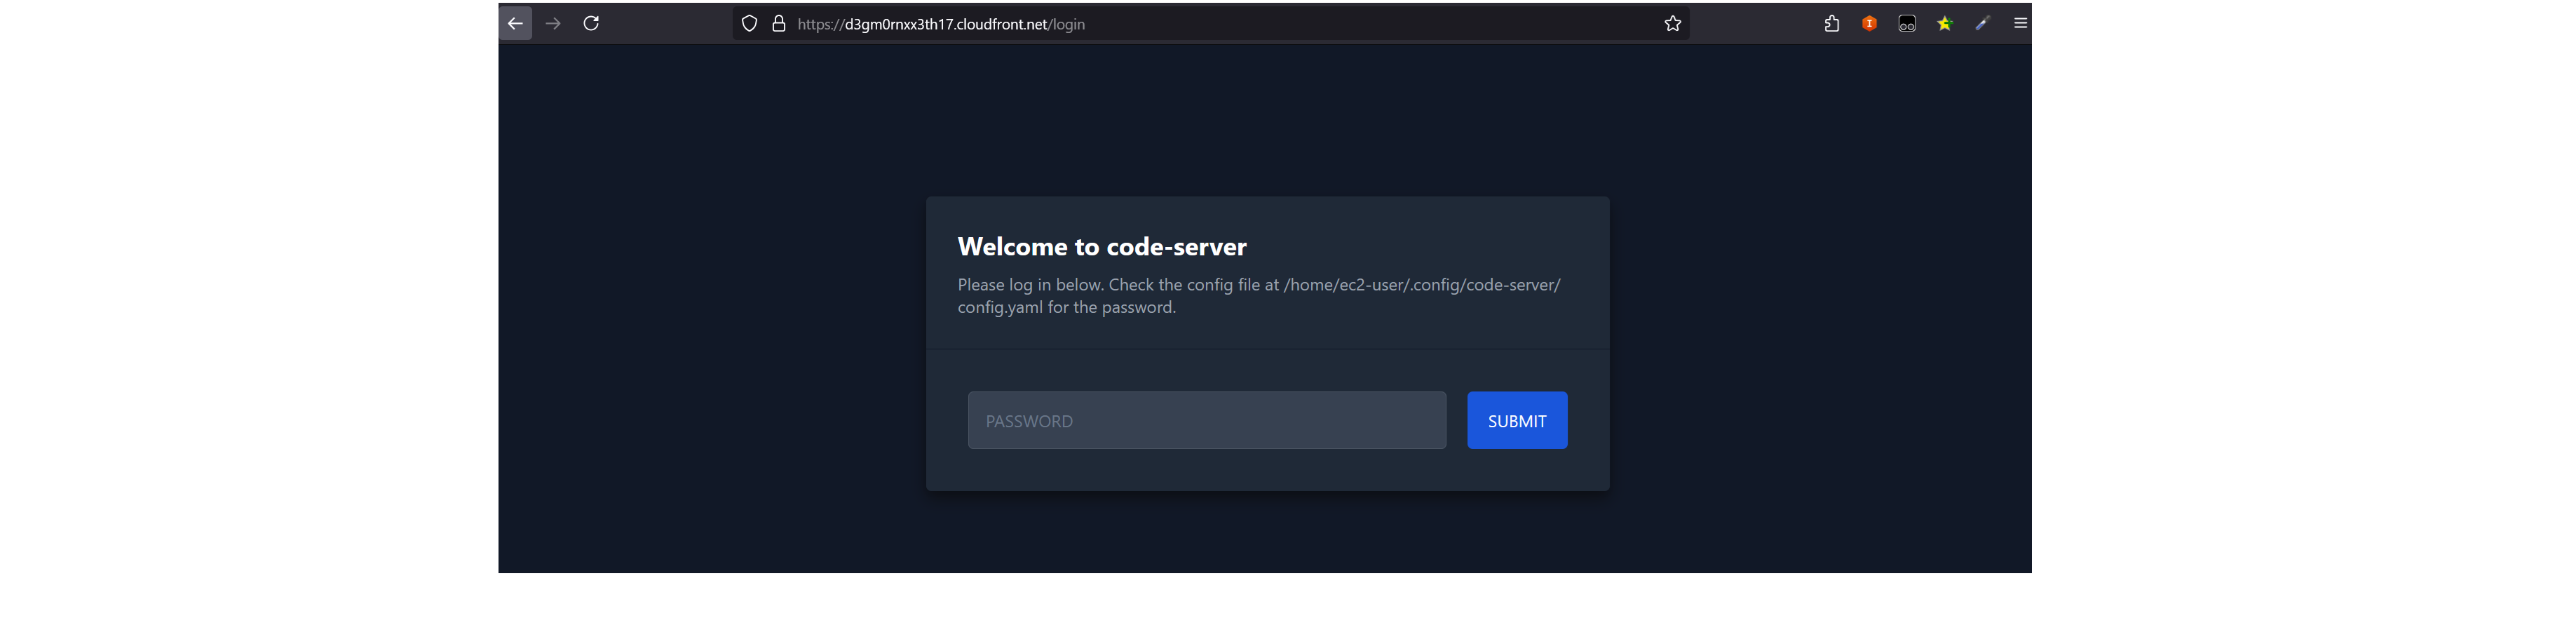 https://d3gm0rnxx3th17.cloudfront.net/login
Welcome to code-server
Please log in below. Check the config file at /home/ec2-user/.config/code-server/
config.yaml for the password.
PASSWORD
SUBMIT